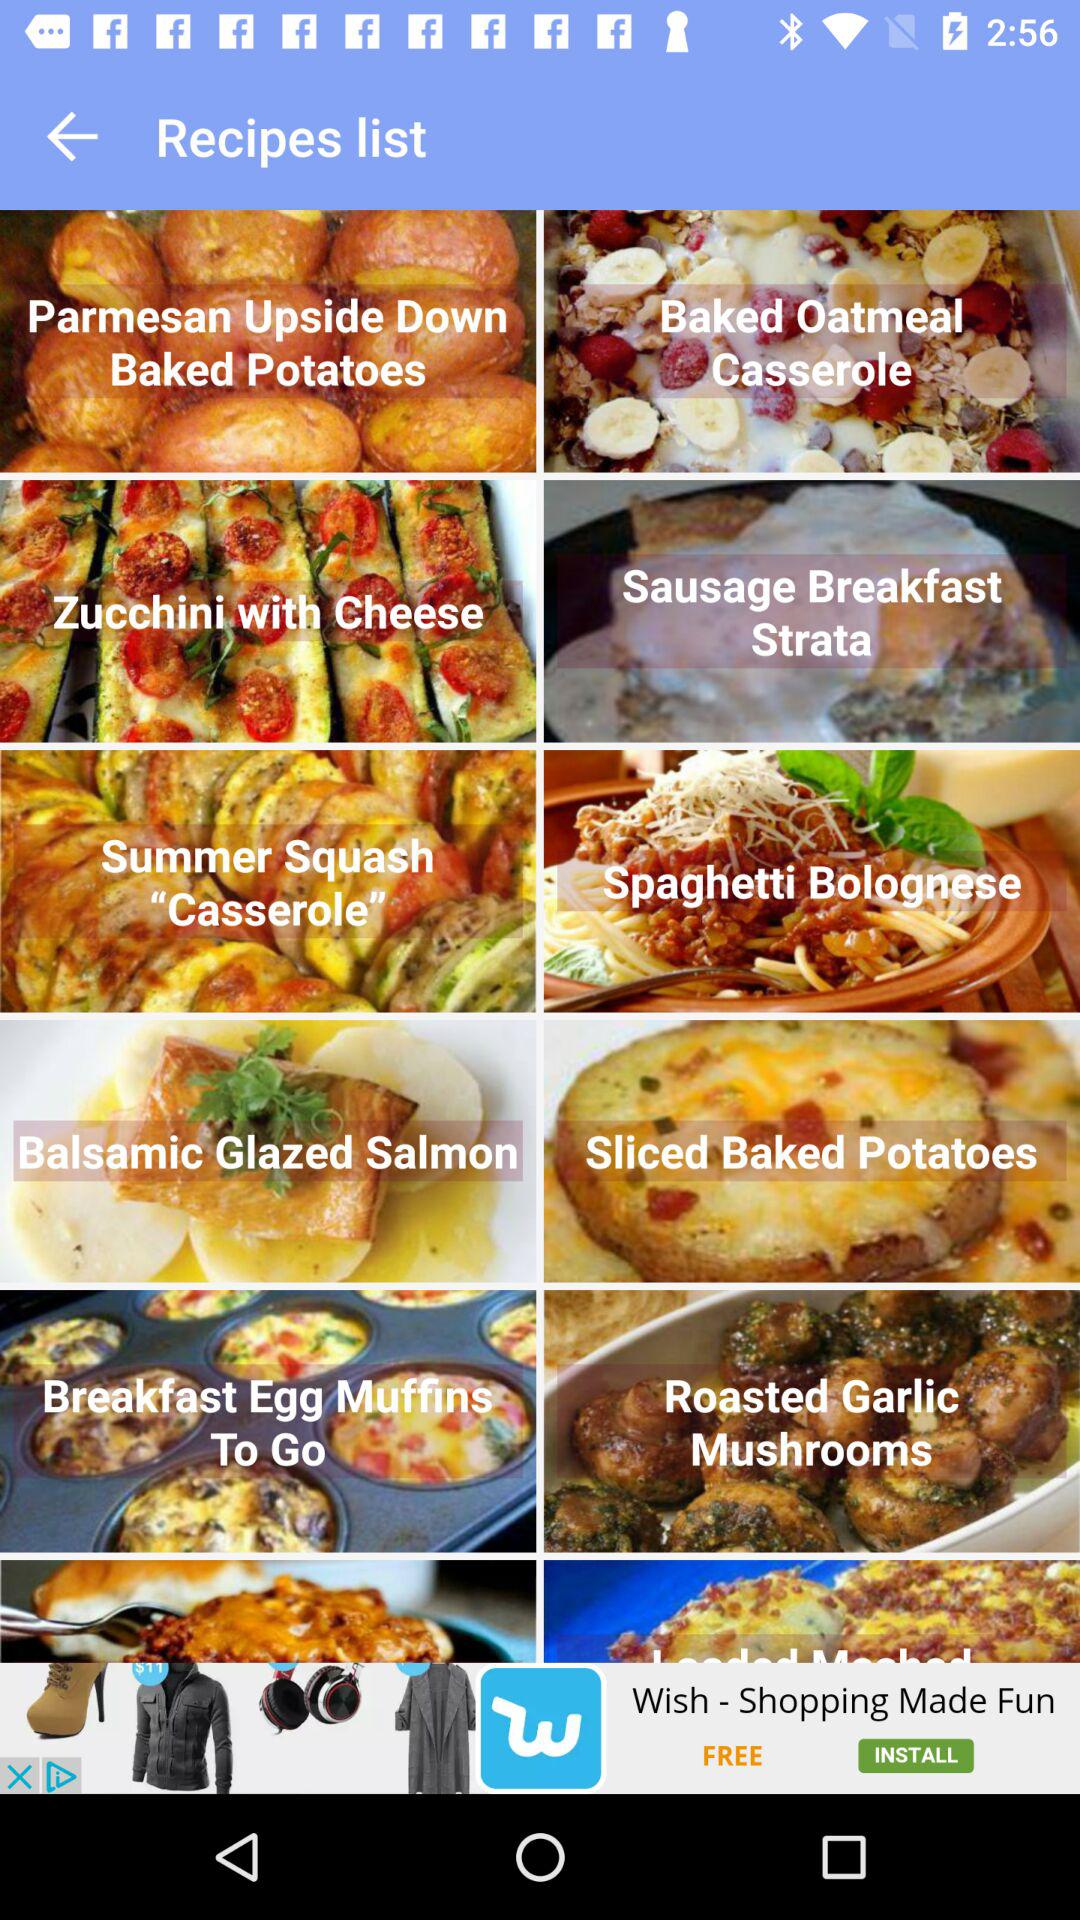 2:56
Recipes list
Parmesan Upside Down
Baked Potatoes
Baked Oatmeal
Casserole
Zucchini with Cheese
Sausage Breakfast
Strata
Summer Squash
“Casserole”
Spaghetti Bolognese
Balsamic Glazed Salmon
Sliced Baked Potatoes
Breakfast Egg Muffins
To Go
Roasted Garlic
Mushrooms
Loaded Mashed
$11
Wish - Shopping Made Fun
FREE
INSTALL